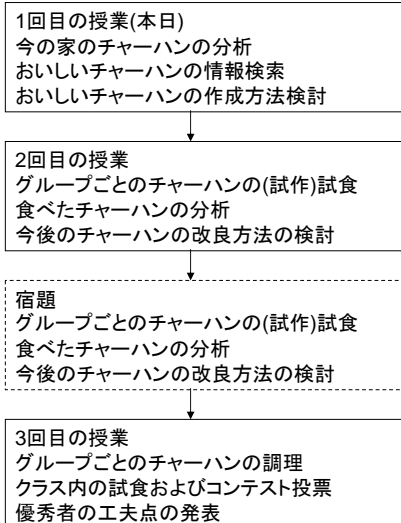 1回目の授業(本日)
今の家のチャーハンの分析
おいしいチャーハンの情報検索
おいしいチャーハンの作成方法検討
2回目の授業
グループごとのチャーハンの(試作)試食
食べたチャーハンの分析
今後のチャーハンの改良方法の検討
宿題
グループごとのチャーハンの(試作)試食
食べたチャーハンの分析
今後のチャーハンの改良方法の検討
3回目の授業
グループごとのチャーハンの調理
クラス内の試食およびコンテスト投票
優秀者の工夫点の発表